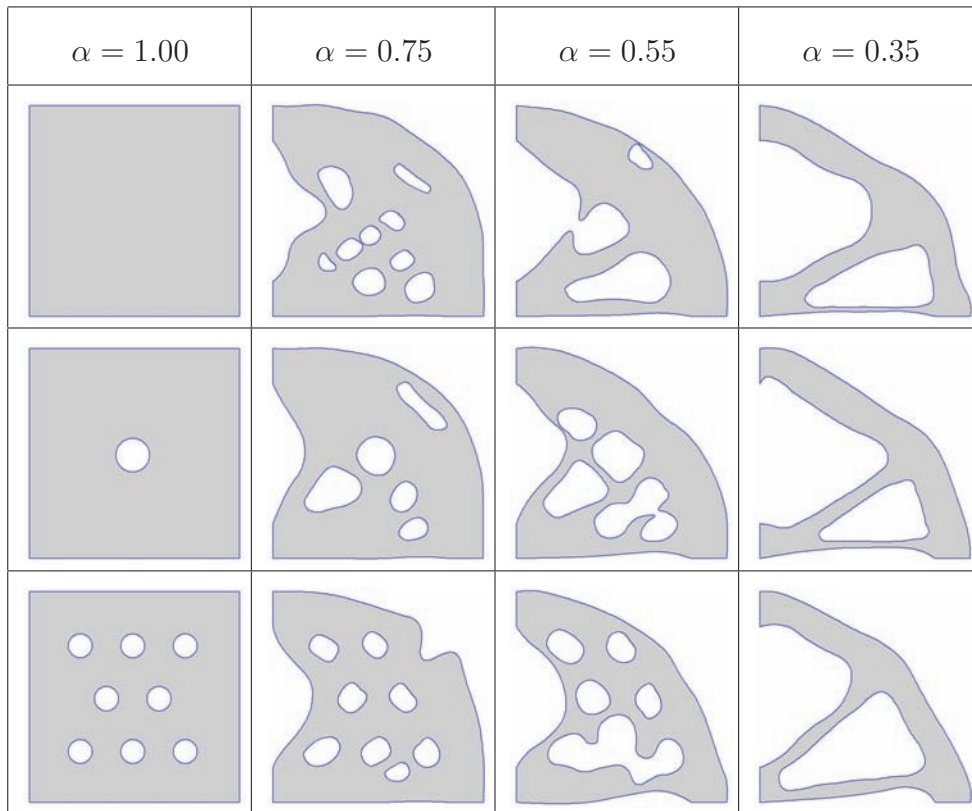 α = 1.00 α = 0.75 α = 0.55 α = 0.35